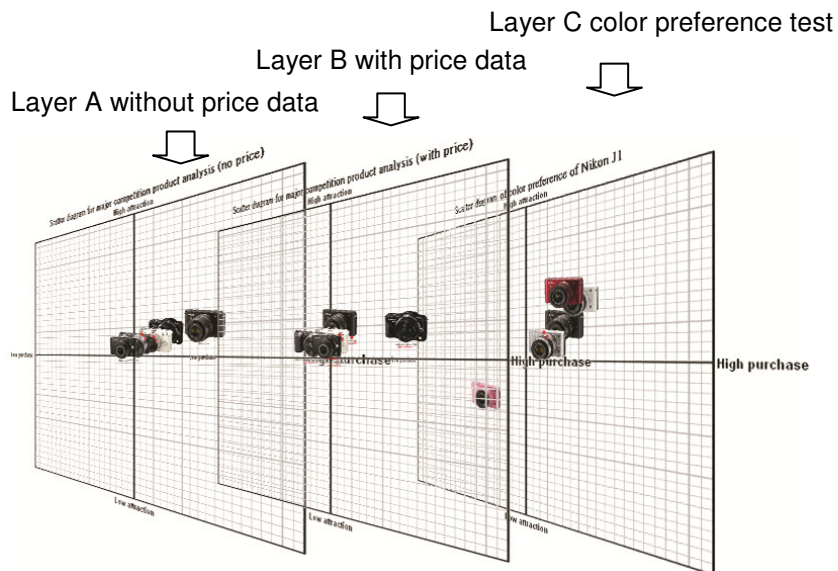 Layer C color preference test
Layer B with price data
Layer A without price data
Scatter diagram for major competition product analysis (no price)
High attraction
Scatter diagram for major competition product analysis (with price)
High attraction
Scatter diagram of color preference of Nikon J1
High attraction
High purchase
High purchase
High purchase
Low attraction
Low attraction
Low attraction